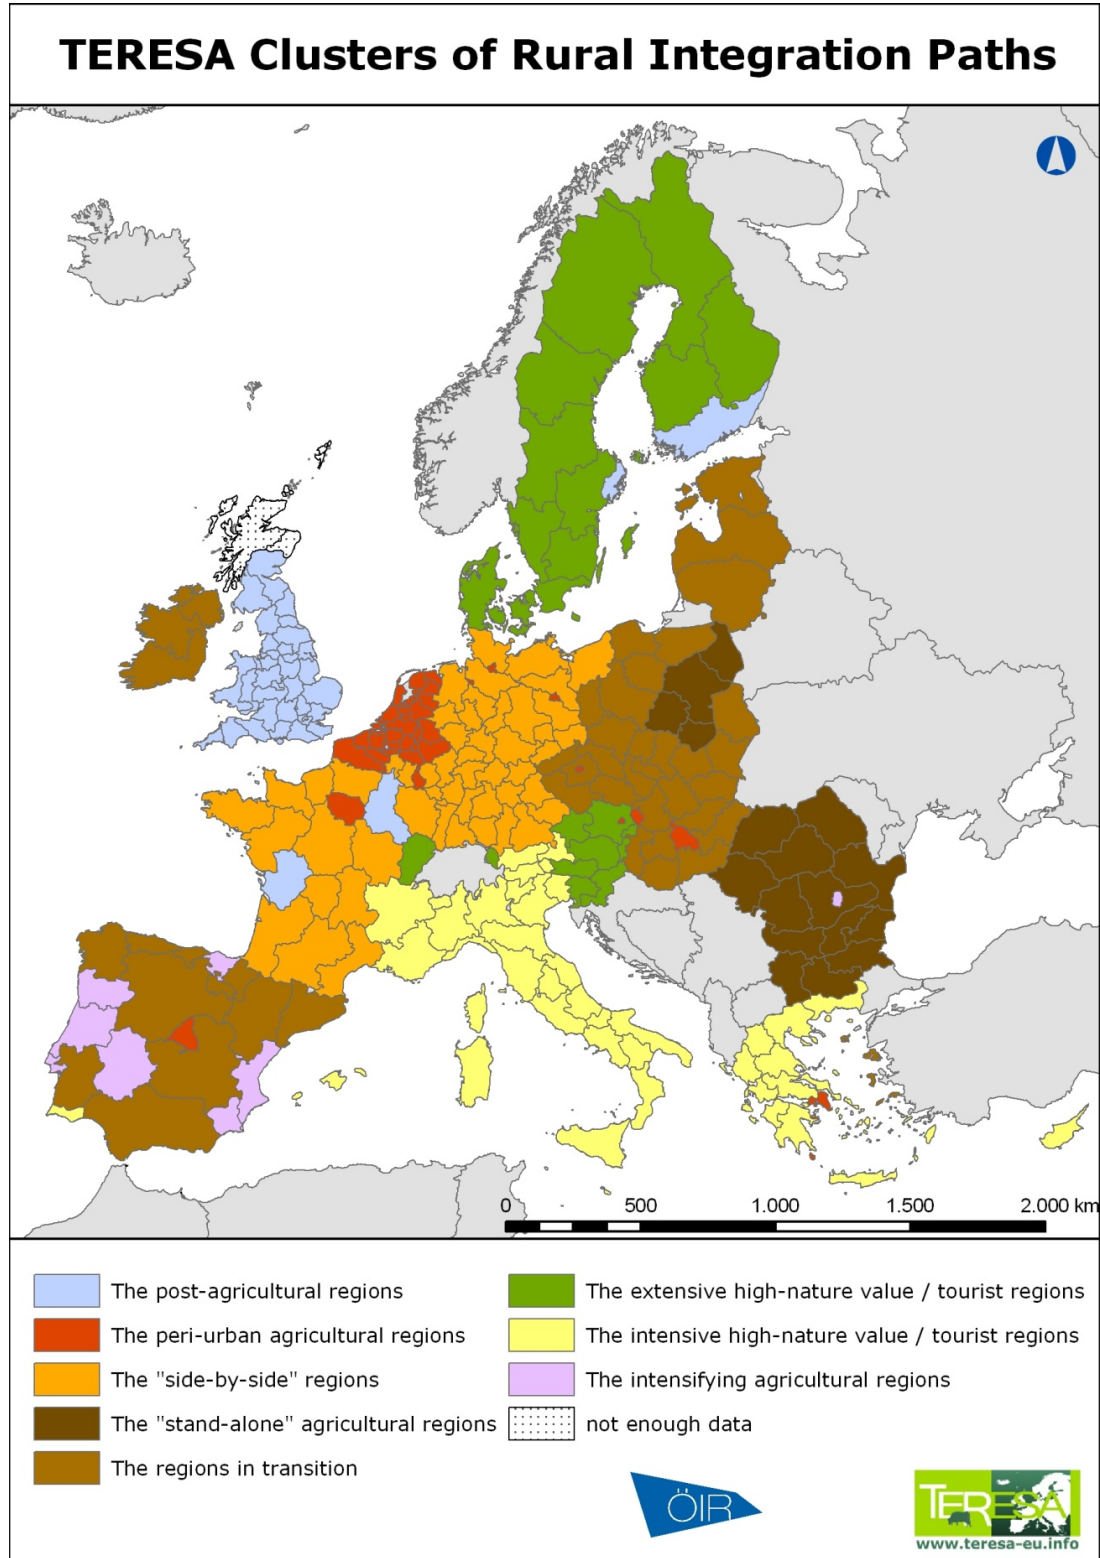 TERESA Clusters of Rural Integration Paths
0 500 1.000 1.500 2.000 km
The post-agricultural regions
The peri-urban agricultural regions
The "side-by-side" regions
The "stand-alone" agricultural regions
The regions in transition
The extensive high-nature value / tourist regions
The intensive high-nature value / tourist regions
The intensifying agricultural regions
not enough data
ÖIR
TERESA
www.teresa-eu.info